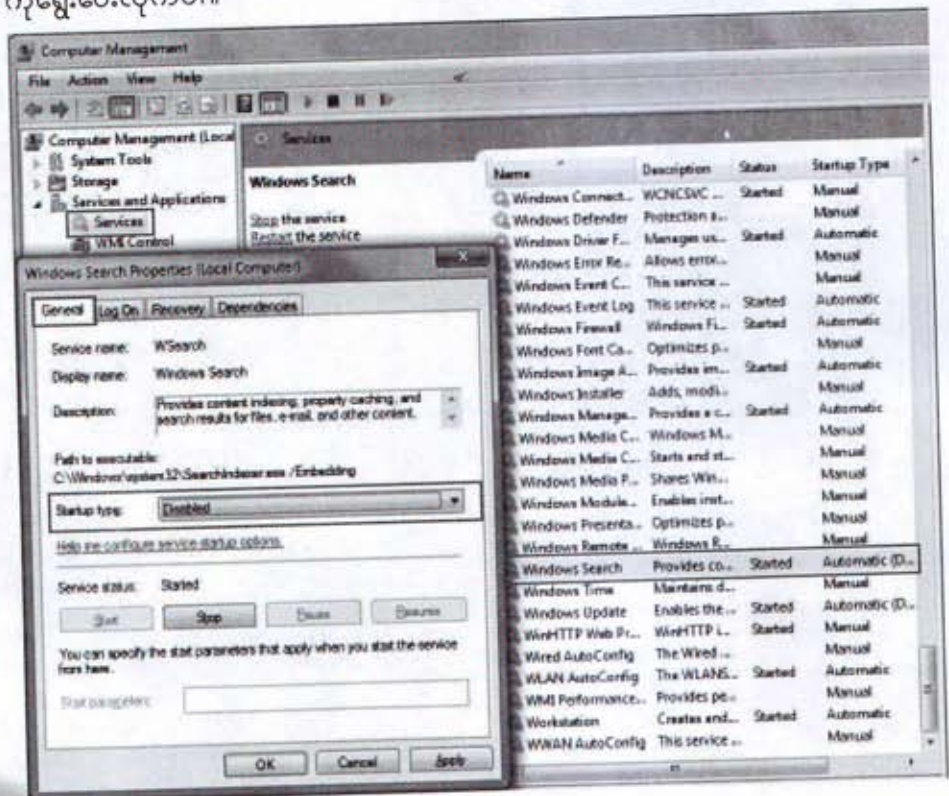 ကိုရွေးပေးလိုက်ပါ။
Computer Management
File Action View Help
Computer Management (Local
System Tools
Storage
Services and Applications
Services
WMI Control
Services
Windows Search
Stop the service
Restart the service
Name Description Status Startup Type
Windows Connect... WCNCSVC ... Started Manual
Windows Defender Protection a... Manual
Windows Driver F... Manages us... Started Automatic
Windows Error Re... Allows error... Manual
Windows Event C... This service ... Manual
Windows Event Log This service ... Started Automatic
Windows Firewall Windows Fi... Started Automatic
Windows Font Ca... Optimizes p... Manual
Windows Image A... Provides im... Started Automatic
Windows Installer Adds, modi... Manual
Windows Manage... Provides a c... Started Automatic
Windows Media C... Windows M... Manual
Windows Media C... Starts and st... Manual
Windows Media P... Shares Win... Manual
Windows Module... Enables inst... Manual
Windows Presenta... Optimizes p... Manual
Windows Remote ... Windows R... Manual
Windows Search Provides co... Started Automatic (D...
Windows Time Maintains d... Manual
Windows Update Enables the ... Started Automatic (D...
WinHTTP Web Pr... WinHTTP i... Started Manual
Wired AutoConfig The Wired ... Manual
WLAN AutoConfig The WLANS... Started Automatic
WMI Performance... Provides pe... Manual
Workstation Creates and... Started Automatic
WWAN AutoConfig This service ... Manual
Windows Search Properties (Local Computer)
General Log On Recovery Dependencies
Service name: WSearch
Display name: Windows Search
Description: Provides content indexing, property caching, and
search results for files, e-mail, and other content.
Path to executable:
C:\Windows\system32\SearchIndexer.exe /Embedding
Startup type: Disabled
Help me configure service startup options.
Service status: Started
Start Stop Pause Resume
You can specify the start parameters that apply when you start the service
from here.
Start parameters:
OK Cancel Apply